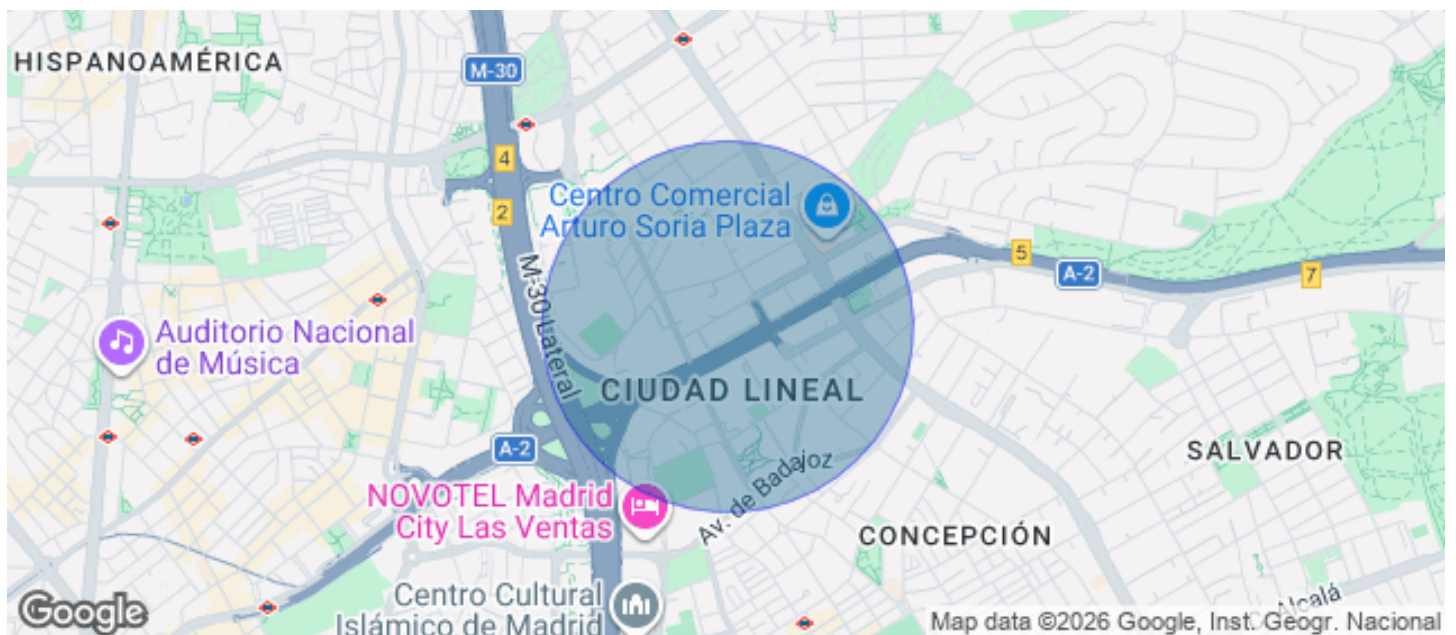 HISPANOAMÉRICA
M-30
4
Centro Comercial
Arturo Soria Plaza
2
5
A-2
7
M-30 Lateral
Auditorio Nacional
de Música
CIUDAD LINEAL
A-2
SALVADOR
Av. de Badajoz
NOVOTEL Madrid
City Las Ventas
CONCEPCIÓN
Centro Cultural
Islámico de Madrid
Alcalá
Google
Map data ©2026 Google, Inst. Geogr. Nacional